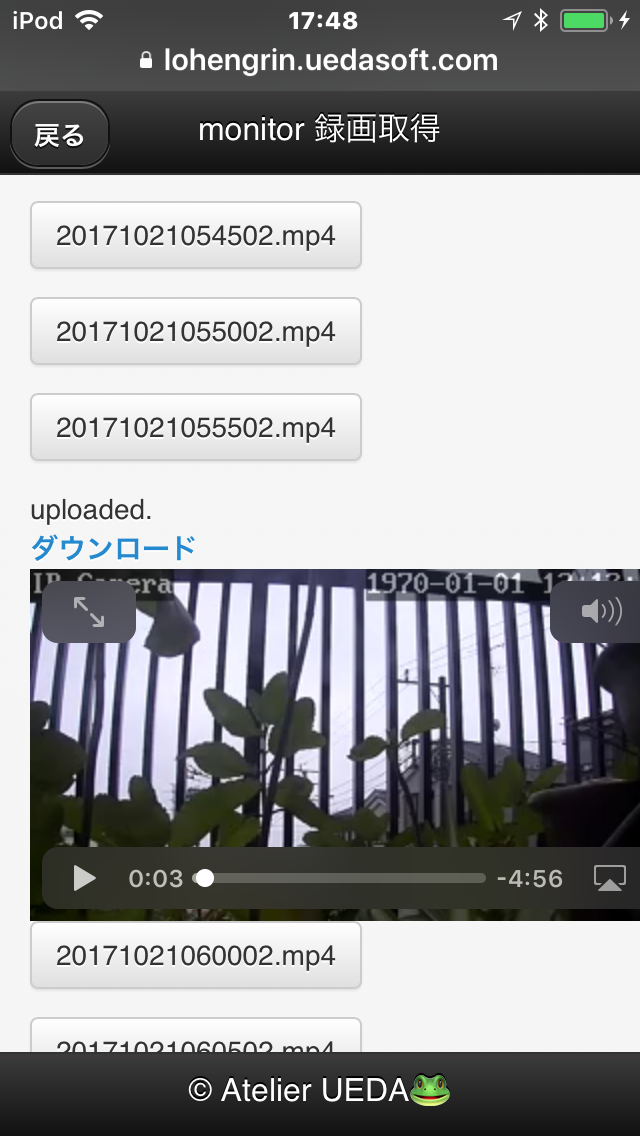 iPod 17:48
lohengrin.uedasoft.com
戻る monitor 録画取得
20171021054502.mp4
20171021055002.mp4
20171021055502.mp4
uploaded.
ダウンロード
IP Camera 1970-01-01
0:03 -4:56
20171021060002.mp4
20171021060502.mp4
© Atelier UEDA🐸